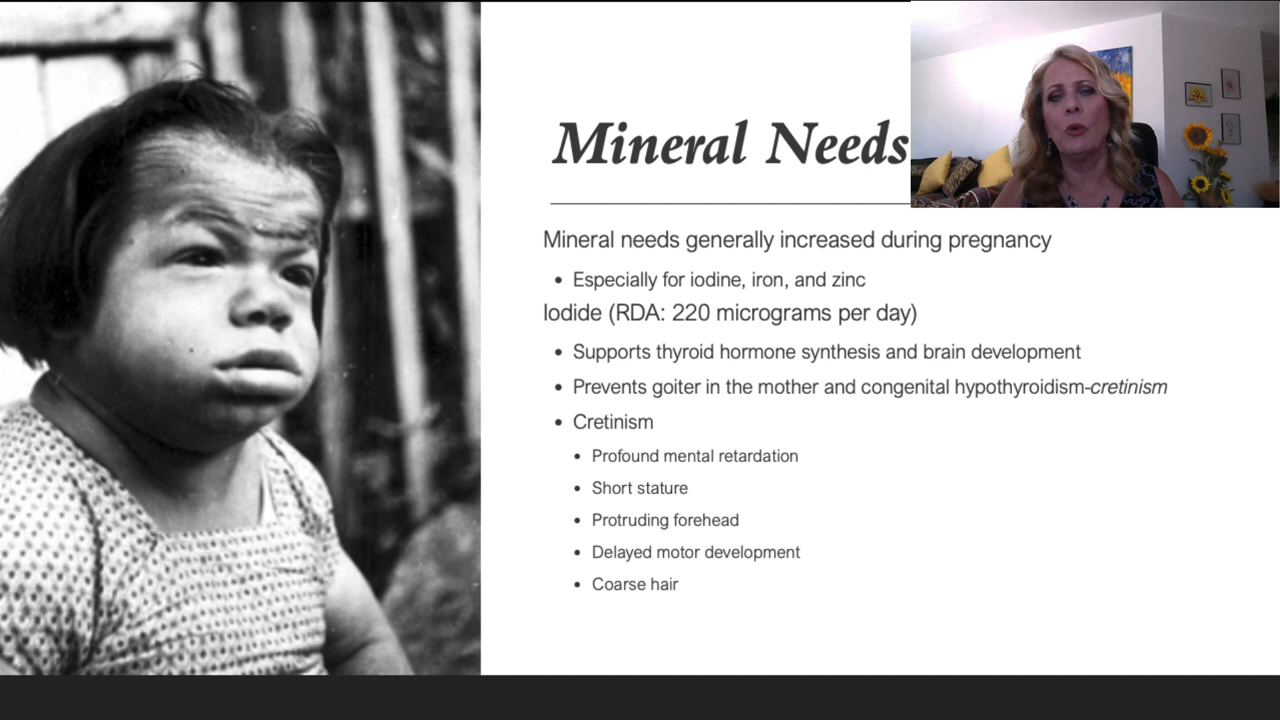 Mineral Needs
Mineral needs generally increased during pregnancy
• Especially for iodine, iron, and zinc
Iodide (RDA: 220 micrograms per day)
• Supports thyroid hormone synthesis and brain development
• Prevents goiter in the mother and congenital hypothyroidism-cretinism
• Cretinism
• Profound mental retardation
• Short stature
• Protruding forehead
• Delayed motor development
• Coarse hair